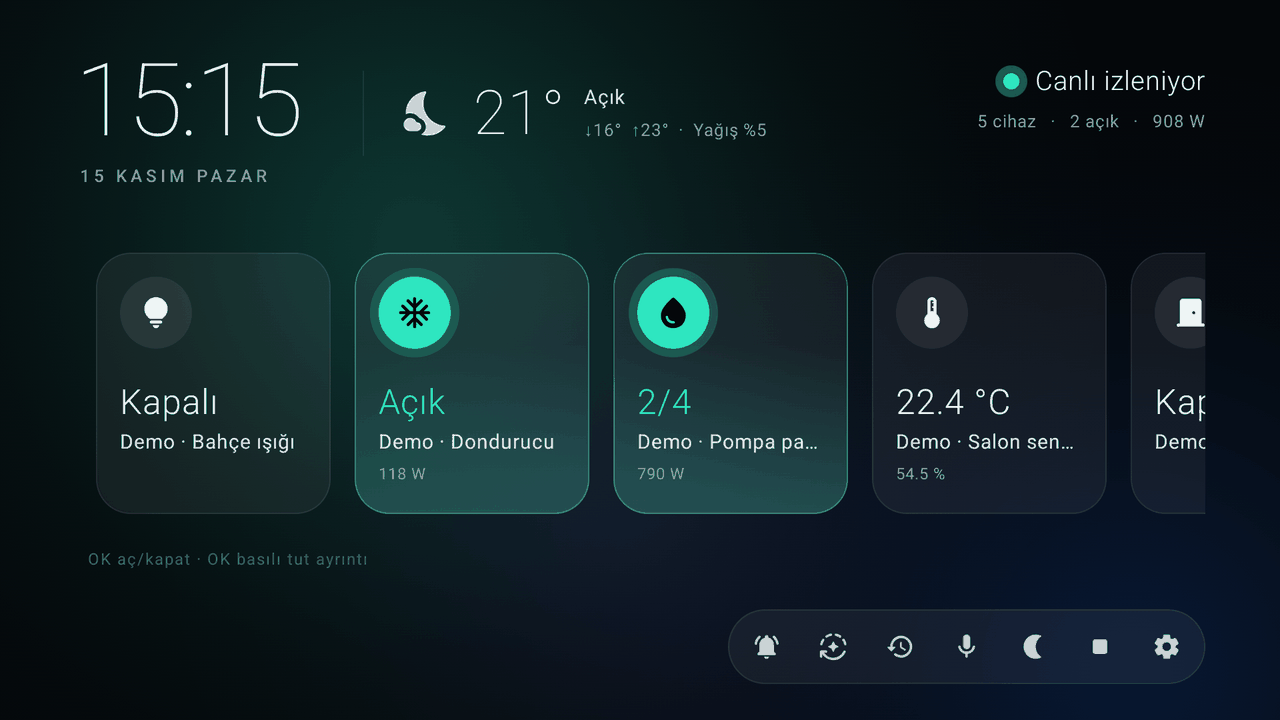 15:15
15 KASIM PAZAR
21°
Açık
↓16° ↑23° · Yağış %5
Canlı izleniyor
5 cihaz · 2 açık · 908 W
Kapalı
Demo · Bahçe ışığı
Açık
Demo · Dondurucu
118 W
2/4
Demo · Pompa pa…
790 W
22.4 °C
Demo · Salon sen…
54.5 %
Kap
Demo
OK aç/kapat · OK basılı tut ayrıntı